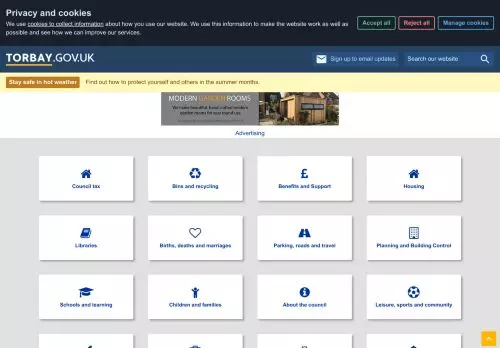 Privacy and cookies
We use cookies to collect information about how you use our website. We use this information to make the website work as well as
possible and see how we can improve our services.
Accept all
Reject all
Manage cookies
TORBAY.GOV.UK
Sign up to email updates
Search our website
Stay safe in hot weather
Find out how to protect yourself and others in the summer months.
MODERN GARDEN ROOMS
Advertising
Council tax
Bins and recycling
Benefits and Support
Housing
Libraries
Births, deaths and marriages
Parking, roads and travel
Planning and Building Control
Schools and learning
Children and families
About the council
Leisure, sports and community